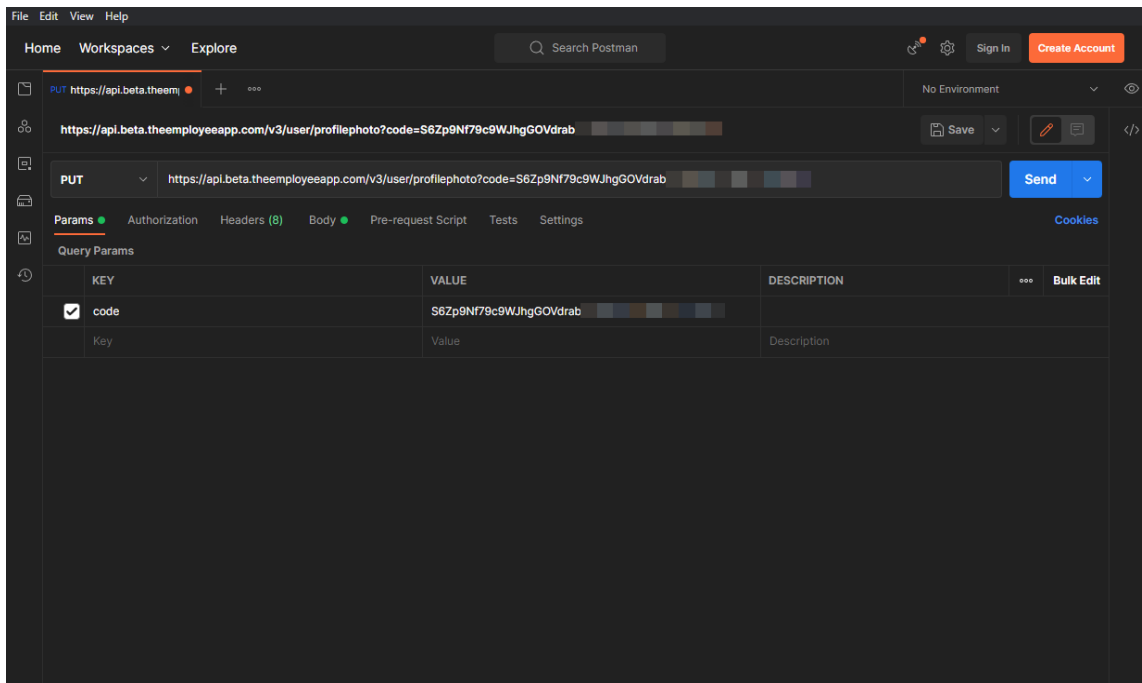 File Edit View Help
Home Workspaces Explore Search Postman Sign In Create Account
PUT https://api.beta.theem No Environment
https://api.beta.theemployeeapp.com/v3/user/profilephoto?code=S6Zp9Nf79c9WJhgGOVdrab Save
PUT https://api.beta.theemployeeapp.com/v3/user/profilephoto?code=S6Zp9Nf79c9WJhgGOVdrab Send
Params Authorization Headers (8) Body Pre-request Script Tests Settings Cookies
Query Params
KEY VALUE DESCRIPTION Bulk Edit
code S6Zp9Nf79c9WJhgGOVdrab
Key Value Description